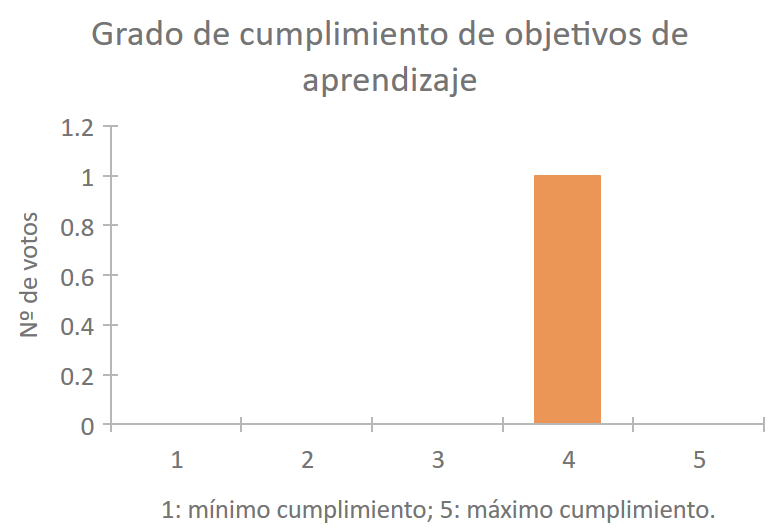 Grado de cumplimiento de objetivos de
aprendizaje
1.2
1
0.8
0.6
0.4
0.2
0
Nº de votos
1 2 3 4 5
1: mínimo cumplimiento; 5: máximo cumplimiento.